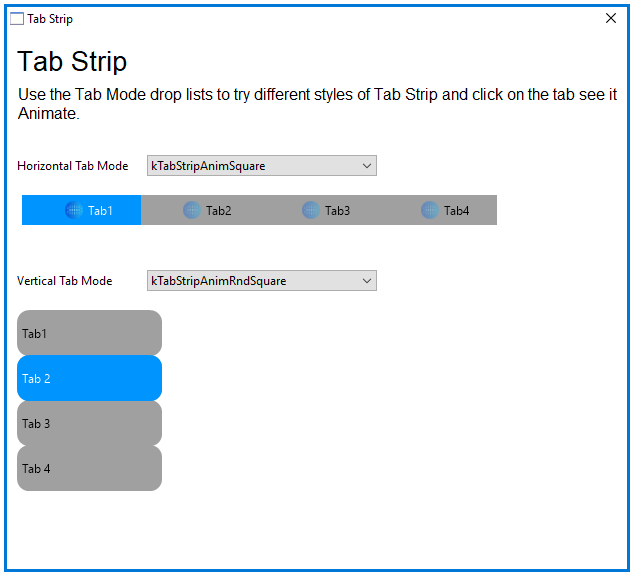 Tab Strip
Tab Strip
Use the Tab Mode drop lists to try different styles of Tab Strip and click on the tab see it
Animate.
Horizontal Tab Mode kTabStripAnimSquare
Tab1 Tab2 Tab3 Tab4
Vertical Tab Mode kTabStripAnimRndSquare
Tab1
Tab 2
Tab 3
Tab 4